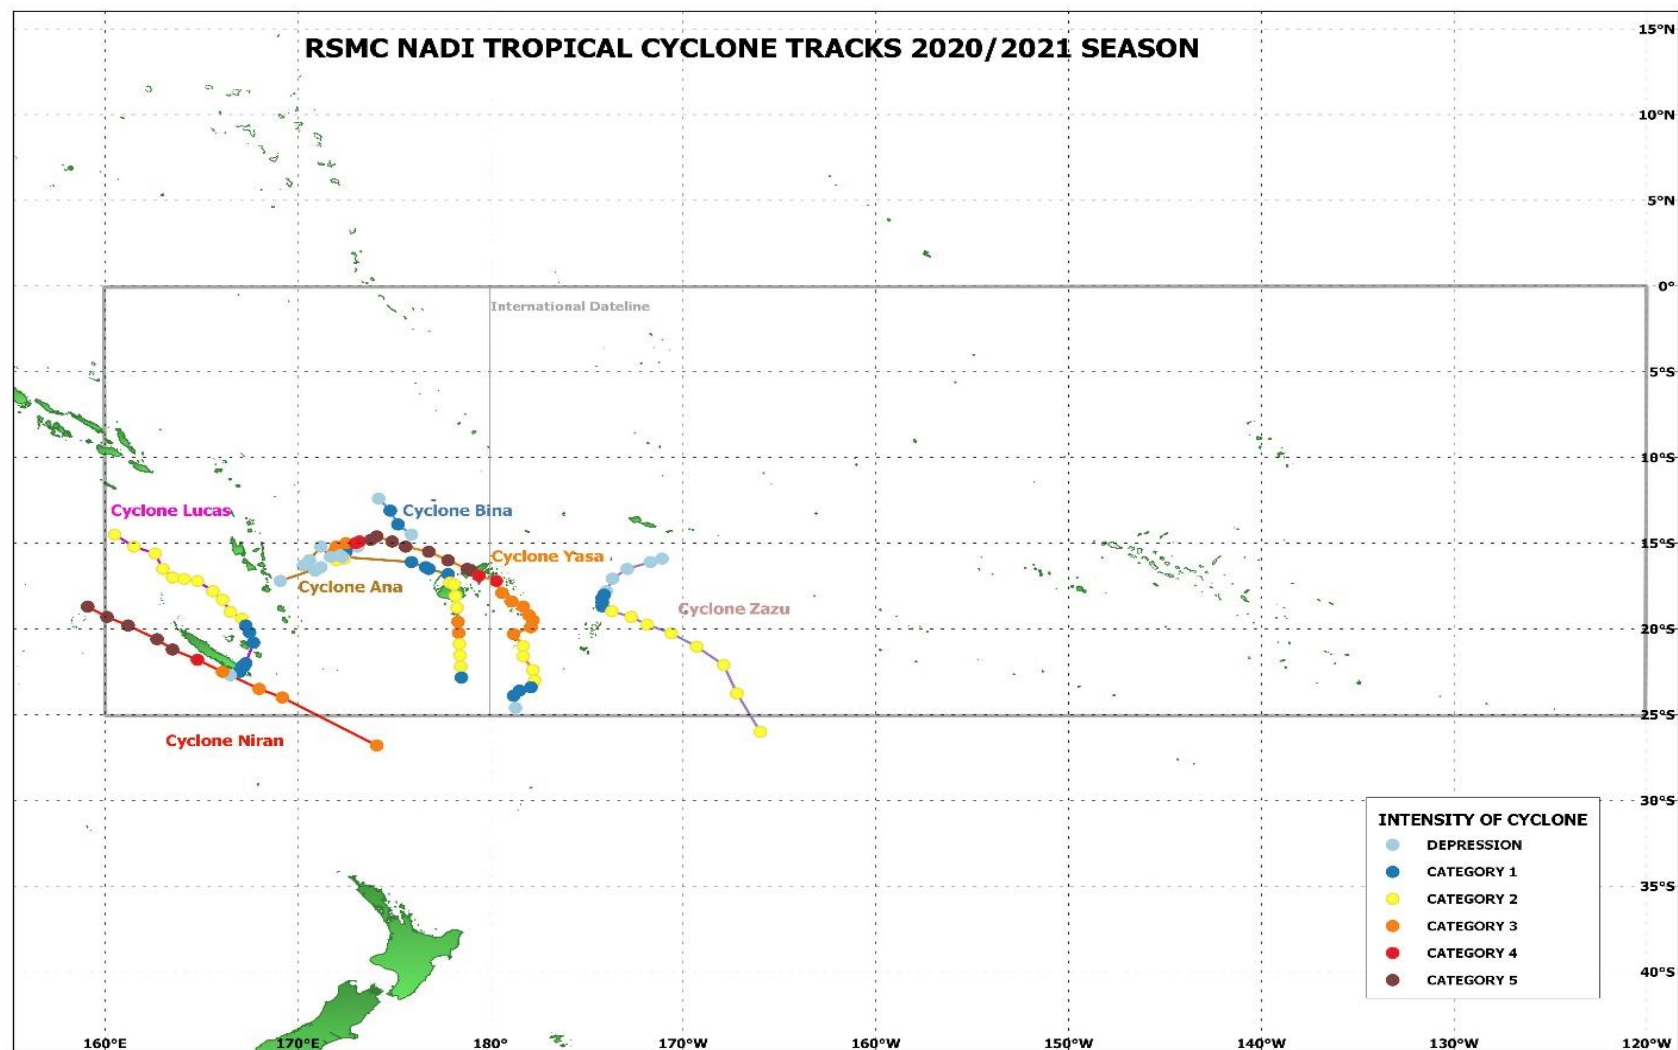 RSMC NADI TROPICAL CYCLONE TRACKS 2020/2021 SEASON
15°N
10°N
5°N
0°
International Dateline
5°S
10°S
Cyclone Lucas
Cyclone Bina
15°S
Cyclone Yasa
Cyclone Ana
Cyclone Zazu
20°S
25°S
Cyclone Niran
30°S
INTENSITY OF CYCLONE
DEPRESSION
CATEGORY 1
CATEGORY 2
CATEGORY 3
CATEGORY 4
CATEGORY 5
35°S
40°S
160°E 170°E 180° 170°W 160°W 150°W 140°W 130°W 120°W